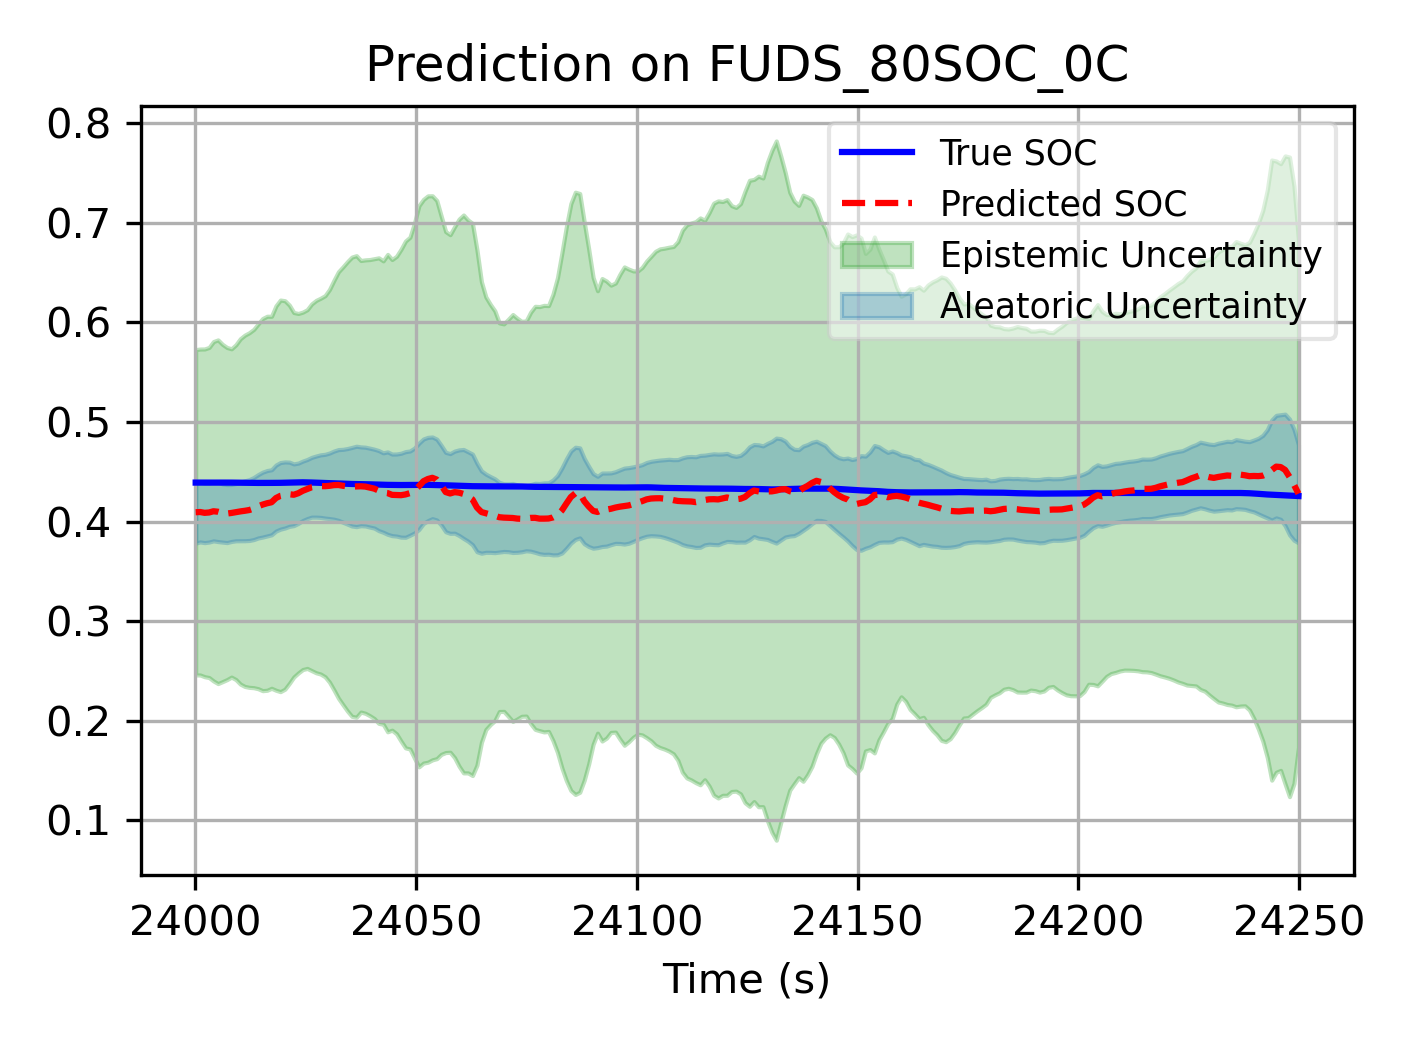 Prediction on FUDS_80SOC_0C
0.8
0.7
0.6
0.5
0.4
0.3
0.2
0.1
True SOC
Predicted SOC
Epistemic Uncertainty
Aleatoric Uncertainty
24000 24050 24100 24150 24200 24250
Time (s)